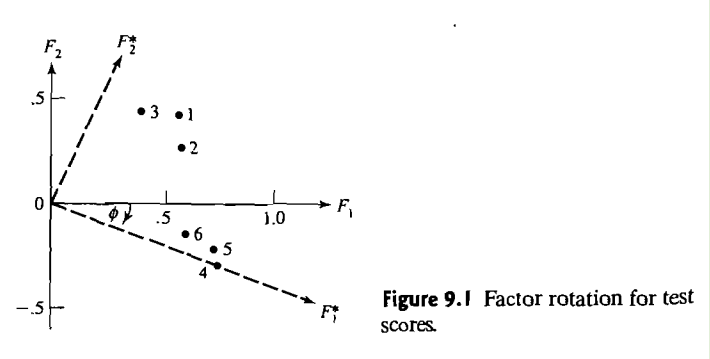 F₂
F₂*
.5
3
1
2
0
ϕ
.5
1.0
F₁
6
5
4
-.5
F₁*
Figure 9.1 Factor rotation for test
scores.